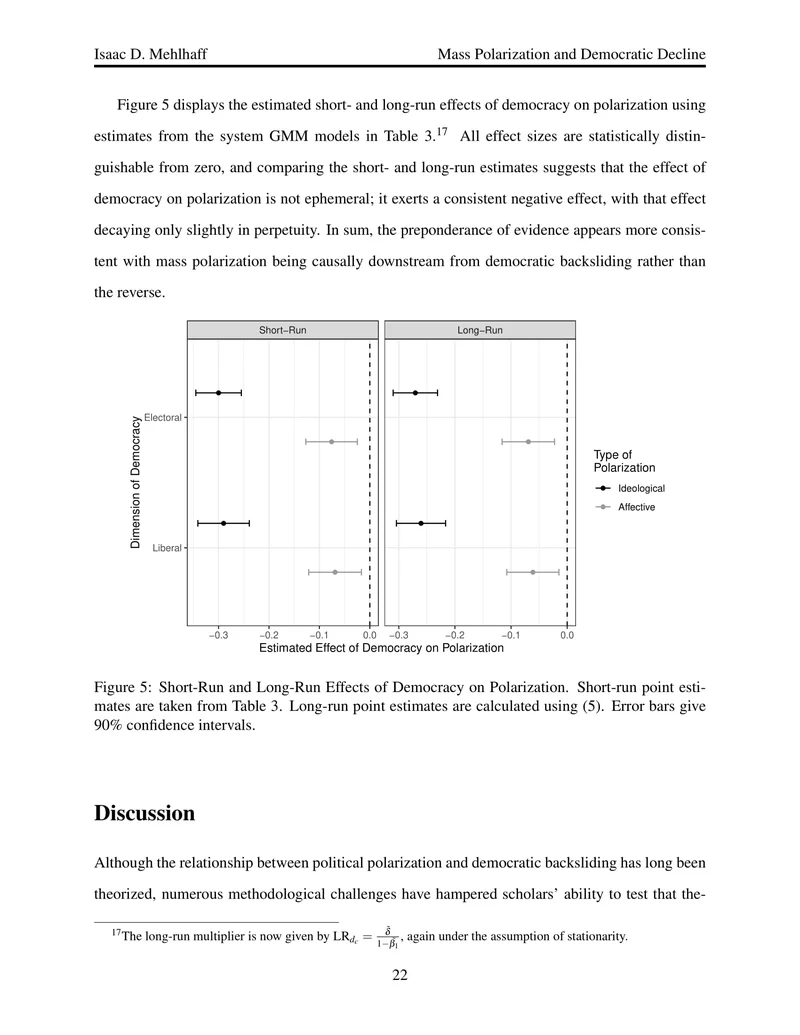 Isaac D. Mehlhaff Mass Polarization and Democratic Decline
Figure 5 displays the estimated short- and long-run effects of democracy on polarization using
estimates from the system GMM models in Table 3.17 All effect sizes are statistically distin-
guishable from zero, and comparing the short- and long-run estimates suggests that the effect of
democracy on polarization is not ephemeral; it exerts a consistent negative effect, with that effect
decaying only slightly in perpetuity. In sum, the preponderance of evidence appears more consis-
tent with mass polarization being causally downstream from democratic backsliding rather than
the reverse.
Short−Run Long−Run
Dimension of Democracy
Electoral
Liberal
Type of
Polarization
Ideological
Affective
−0.3 −0.2 −0.1 0.0 −0.3 −0.2 −0.1 0.0
Estimated Effect of Democracy on Polarization
Figure 5: Short-Run and Long-Run Effects of Democracy on Polarization. Short-run point esti-
mates are taken from Table 3. Long-run point estimates are calculated using (5). Error bars give
90% confidence intervals.
Discussion
Although the relationship between political polarization and democratic backsliding has long been
theorized, numerous methodological challenges have hampered scholars’ ability to test that the-
17The long-run multiplier is now given by LR_{d_c} = \frac{\hat{δ}}{1−\hat{β}_1}, again under the assumption of stationarity.
22